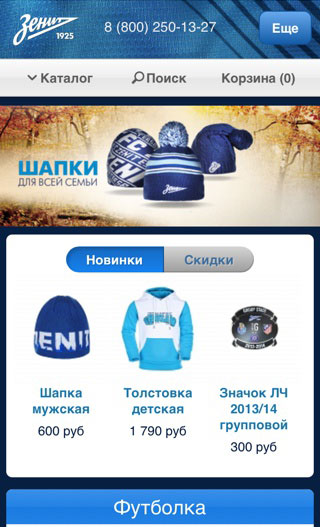 Зенит
1925
8 (800) 250-13-27
Еще
Каталог
Поиск
Корзина (0)
ШАПКИ
ДЛЯ ВСЕЙ СЕМЬИ
Новинки
Скидки
ZENIT
Шапка
мужская
600 руб
Толстовка
детская
1 790 руб
Значок ЛЧ
2013/14
групповой
300 руб
Футболка